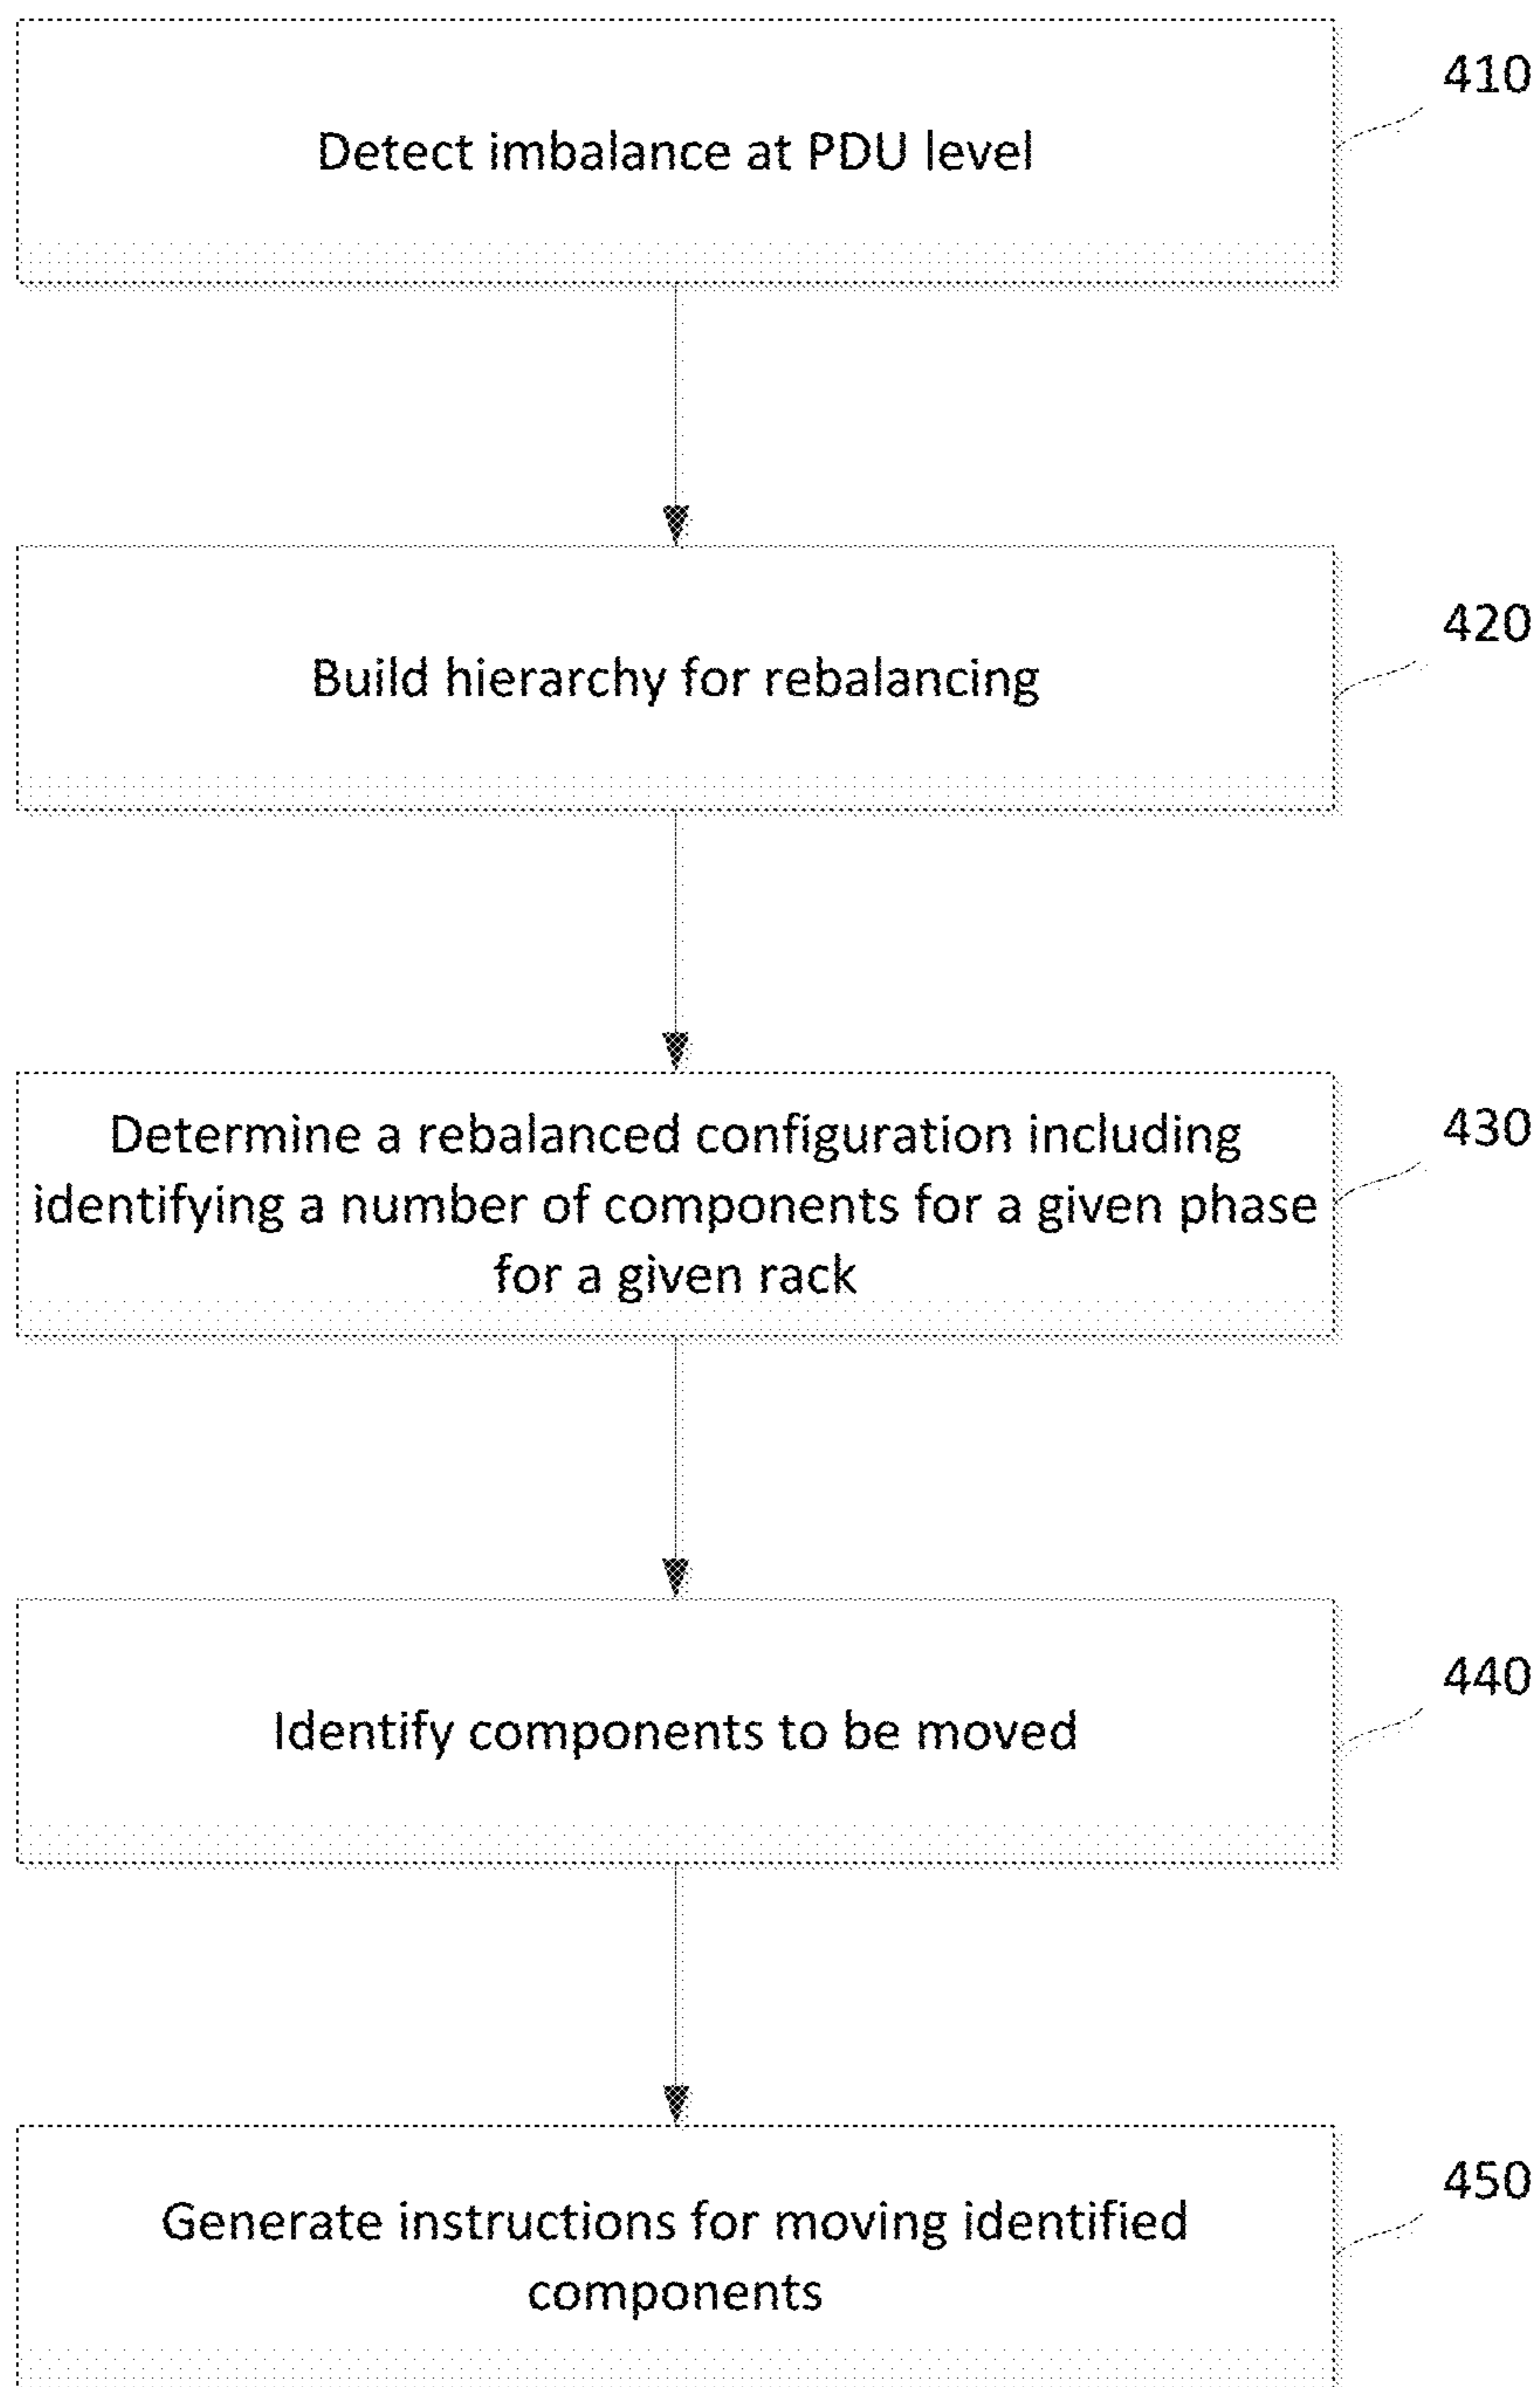 410
Detect imbalance at PDU level
420
Build hierarchy for rebalancing
430
Determine a rebalanced configuration including
identifying a number of components for a given phase
for a given rack
440
Identify components to be moved
450
Generate instructions for moving identified
components